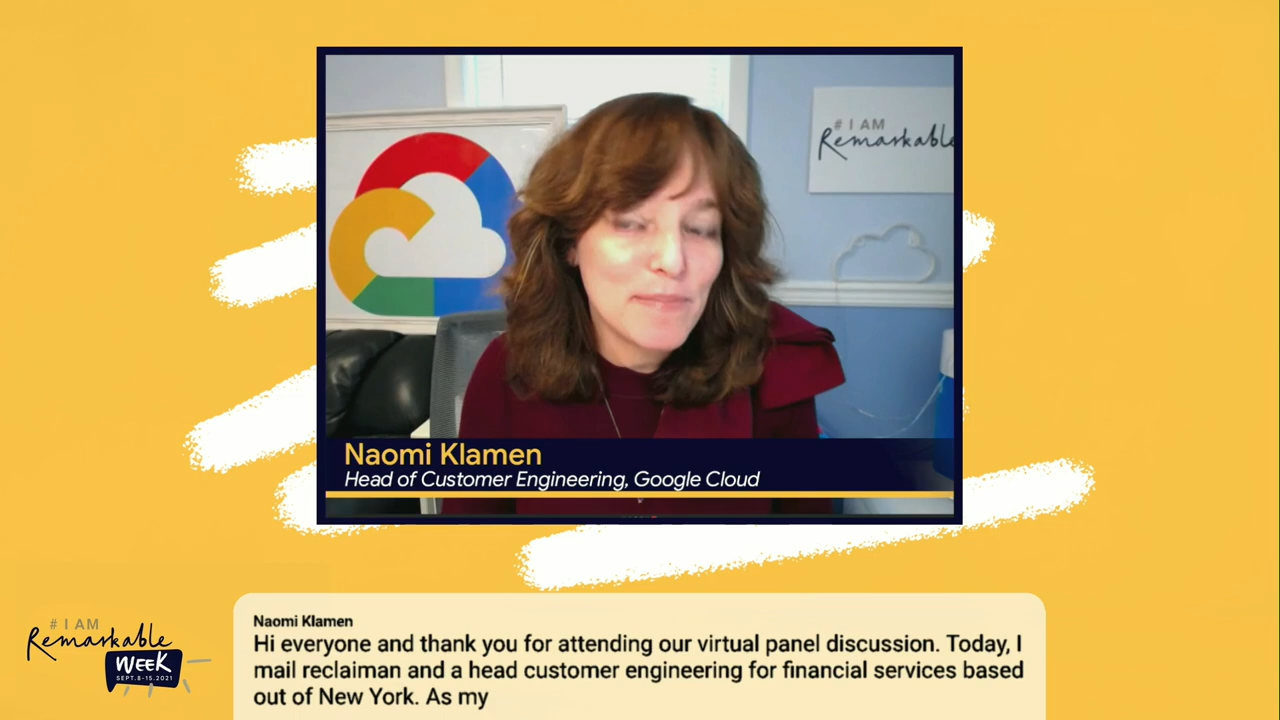 # I AM
Remarkable
Naomi Klamen
Head of Customer Engineering, Google Cloud
# I AM
Remarkable
WEEK
SEPT.8-15.2021
Naomi Klamen
Hi everyone and thank you for attending our virtual panel discussion. Today, I
mail reclaiman and a head customer engineering for financial services based
out of New York. As my